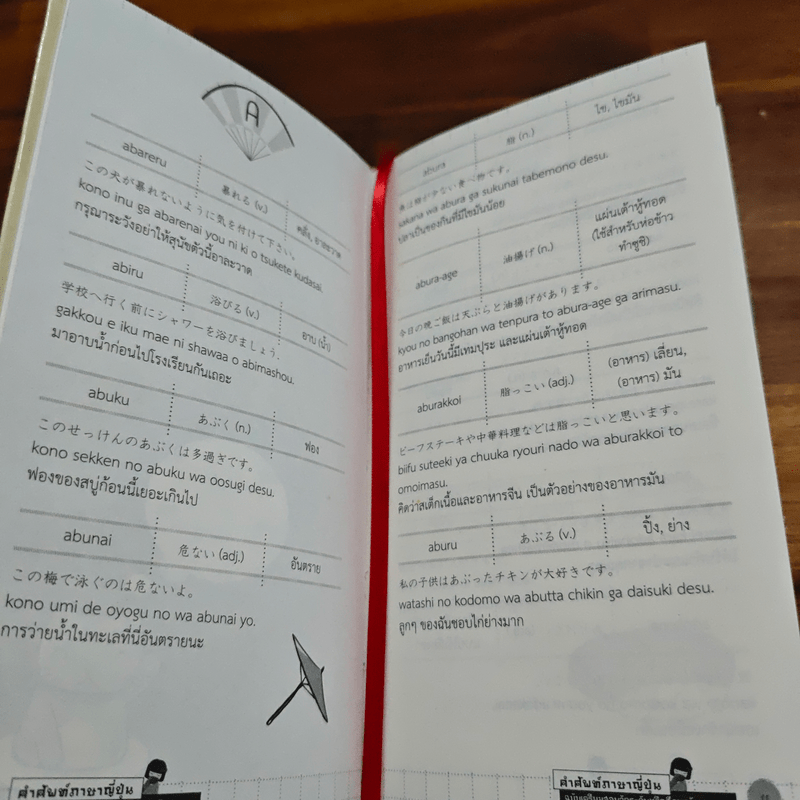 A
abareru
暴れる (v.)
คลั่ง, อาละวาด
この犬が暴れないように気を付けて下さい。
kono inu ga abarenai you ni ki o tsukete kudasai.
กรุณาระวังอย่าให้สุนัขตัวนี้อาละวาด
abiru
浴びる (v.)
อาบ (น้ำ)
学校へ行く前にシャワーを浴びましょう。
gakkou e iku mae ni shawaa o abimashou.
มาอาบน้ำก่อนไปโรงเรียนกันเถอะ
abuku
あぶく (n.)
ฟอง
このせっけんのあぶくは多過ぎです。
kono sekken no abuku wa oosugi desu.
ฟองของสบู่ก้อนนี้เยอะเกินไป
abunai
危ない (adj.)
อันตราย
この梅で泳ぐのは危ないよ。
kono umi de oyogu no wa abunai yo.
การว่ายน้ำในทะเลที่นี่อันตรายนะ
คำศัพท์ภาษาญี่ปุ่น
abura
脂 (n.)
ไข, ไขมัน
魚は脂が少ない食べ物です。
sakana wa abura ga sukunai tabemono desu.
ปลาเป็นของกินที่มีไขมันน้อย
abura-age
油揚げ (n.)
แผ่นเต้าหู้ทอด
(ใช้สำหรับห่อข้าว
ทำซูชิ)
今日の晩ご飯は天ぷらと油揚げがあります。
kyou no bangohan wa tenpura to abura-age ga arimasu.
อาหารเย็นวันนี้มีเทมปุระ และแผ่นเต้าหู้ทอด
aburakkoi
脂っこい (adj.)
(อาหาร) เลี่ยน,
(อาหาร) มัน
ビーフステーキや中華料理などは脂っこいと思います。
biifu suteeki ya chuuka ryouri nado wa aburakkoi to
omoimasu.
คิดว่าสเต็กเนื้อและอาหารจีน เป็นตัวอย่างของอาหารมัน
aburu
あぶる (v.)
ปิ้ง, ย่าง
私の子供はあぶったチキンが大好きです。
watashi no kodomo wa abutta chikin ga daisuki desu.
ลูกๆ ของฉันชอบไก่ย่างมาก
คำศัพท์ภาษาญี่ปุ่น